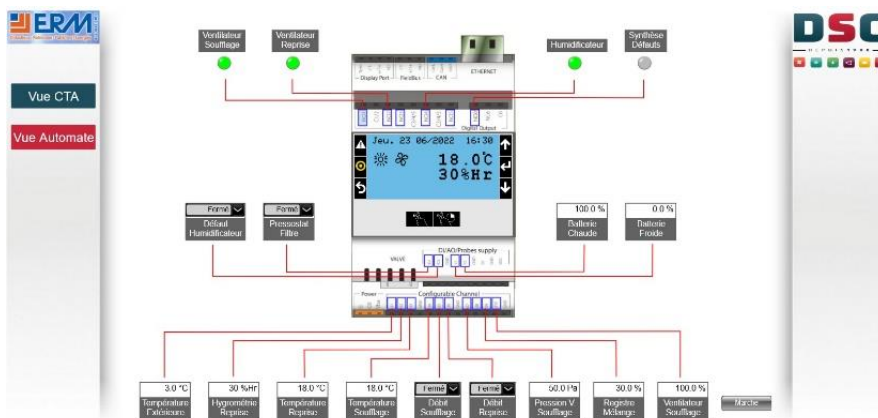 ERM
DSC
Ventilateur
Soufflage
Ventilateur
Reprise
Humidificateur
Synthèse
Défauts
Display Port
FieldBus
CAN
ETHERNET
Vue CTA
Vue Automate
Digital Output
Jeu. 23 06/2022 16:30
18.0°C
30%Hr
Fermé
Défaut
Humidificateur
Fermé
Pressostat
Filtre
100.0 %
Batterie
Chaude
0.0 %
Batterie
Froide
DI/AO/Probes supply
VALVE
Power
Configurable Channel
3.0 °C
Température
Extérieure
30 %Hr
Hygrométrie
Reprise
18.0 °C
Température
Reprise
18.0 °C
Température
Soufflage
Fermé
Débit
Soufflage
Fermé
Débit
Reprise
50.0 Pa
Pression V
Soufflage
30.0 %
Registre
Mélange
100.0 %
Ventilateur
Soufflage
Marche